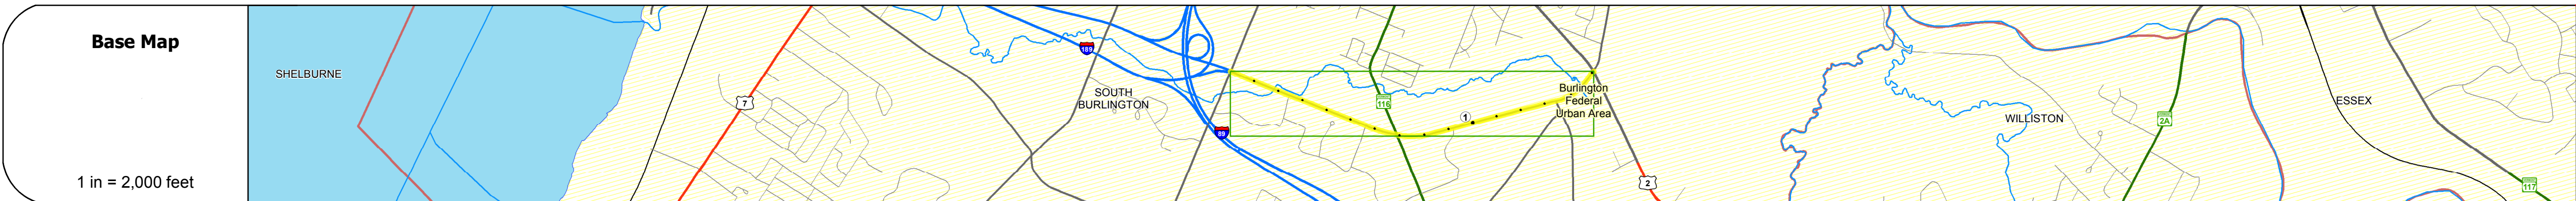 Base Map
1 in = 2,000 feet
SHELBURNE
7
189
SOUTH
BURLINGTON
89
116
1
Burlington
Federal
Urban Area
2
WILLISTON
2A
ESSEX
117